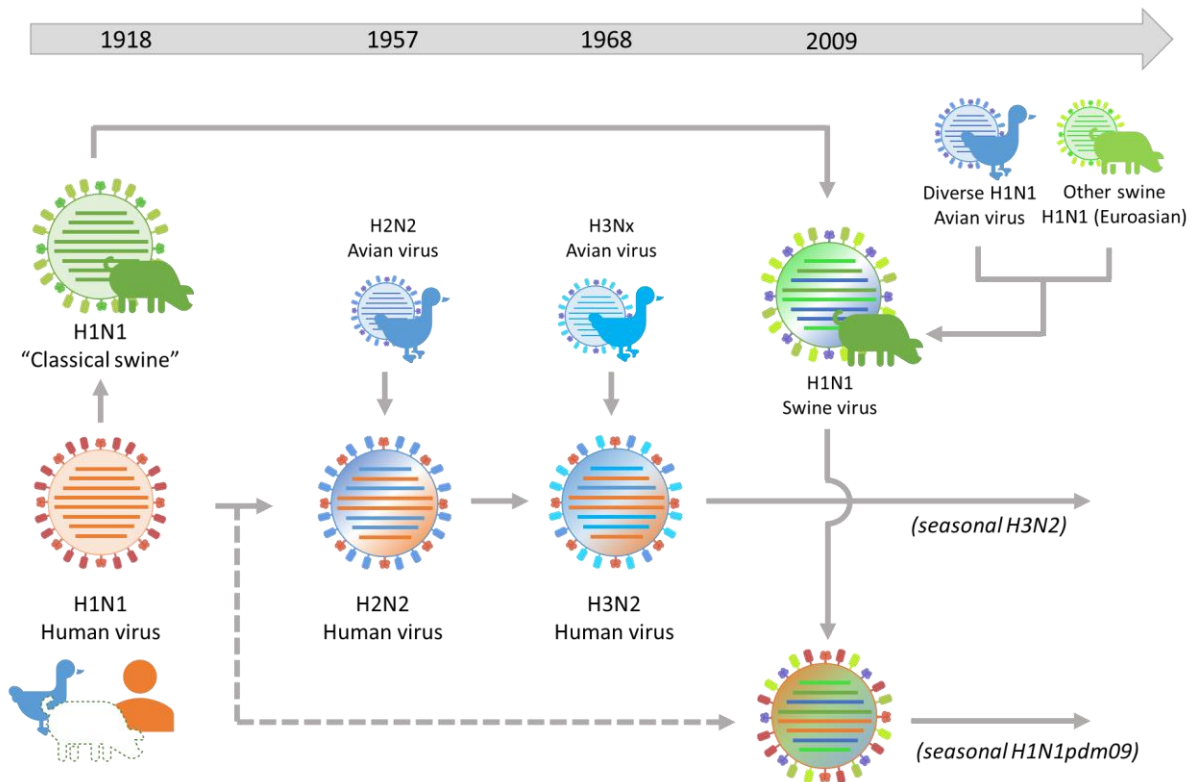 1918
1957
1968
2009
Diverse H1N1
Avian virus
Other swine
H1N1 (Euroasian)
H2N2
Avian virus
H3Nx
Avian virus
H1N1
“Classical swine”
H1N1
Swine virus
(seasonal H3N2)
H1N1
Human virus
H2N2
Human virus
H3N2
Human virus
(seasonal H1N1pdm09)